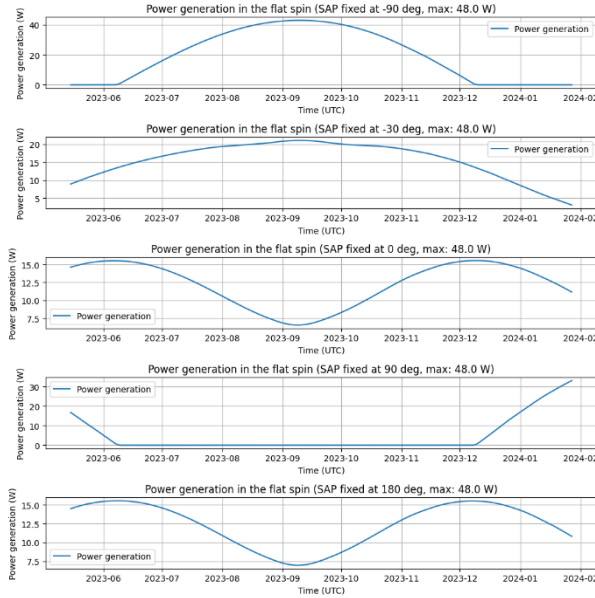 Power generation in the flat spin (SAP fixed at -90 deg, max: 48.0 W)
Power generation (W)
40
20
0
Power generation
2023-06 2023-07 2023-08 2023-09 2023-10 2023-11 2023-12 2024-01 2024-02
Time (UTC)
Power generation in the flat spin (SAP fixed at -30 deg, max: 48.0 W)
Power generation (W)
20
15
10
5
Power generation
2023-06 2023-07 2023-08 2023-09 2023-10 2023-11 2023-12 2024-01 2024-02
Time (UTC)
Power generation in the flat spin (SAP fixed at 0 deg, max: 48.0 W)
Power generation (W)
15.0
12.5
10.0
7.5
Power generation
2023-06 2023-07 2023-08 2023-09 2023-10 2023-11 2023-12 2024-01 2024-02
Time (UTC)
Power generation in the flat spin (SAP fixed at 90 deg, max: 48.0 W)
Power generation (W)
30
20
10
0
Power generation
2023-06 2023-07 2023-08 2023-09 2023-10 2023-11 2023-12 2024-01 2024-02
Time (UTC)
Power generation in the flat spin (SAP fixed at 180 deg, max: 48.0 W)
Power generation (W)
15.0
12.5
10.0
7.5
Power generation
2023-06 2023-07 2023-08 2023-09 2023-10 2023-11 2023-12 2024-01 2024-02
Time (UTC)